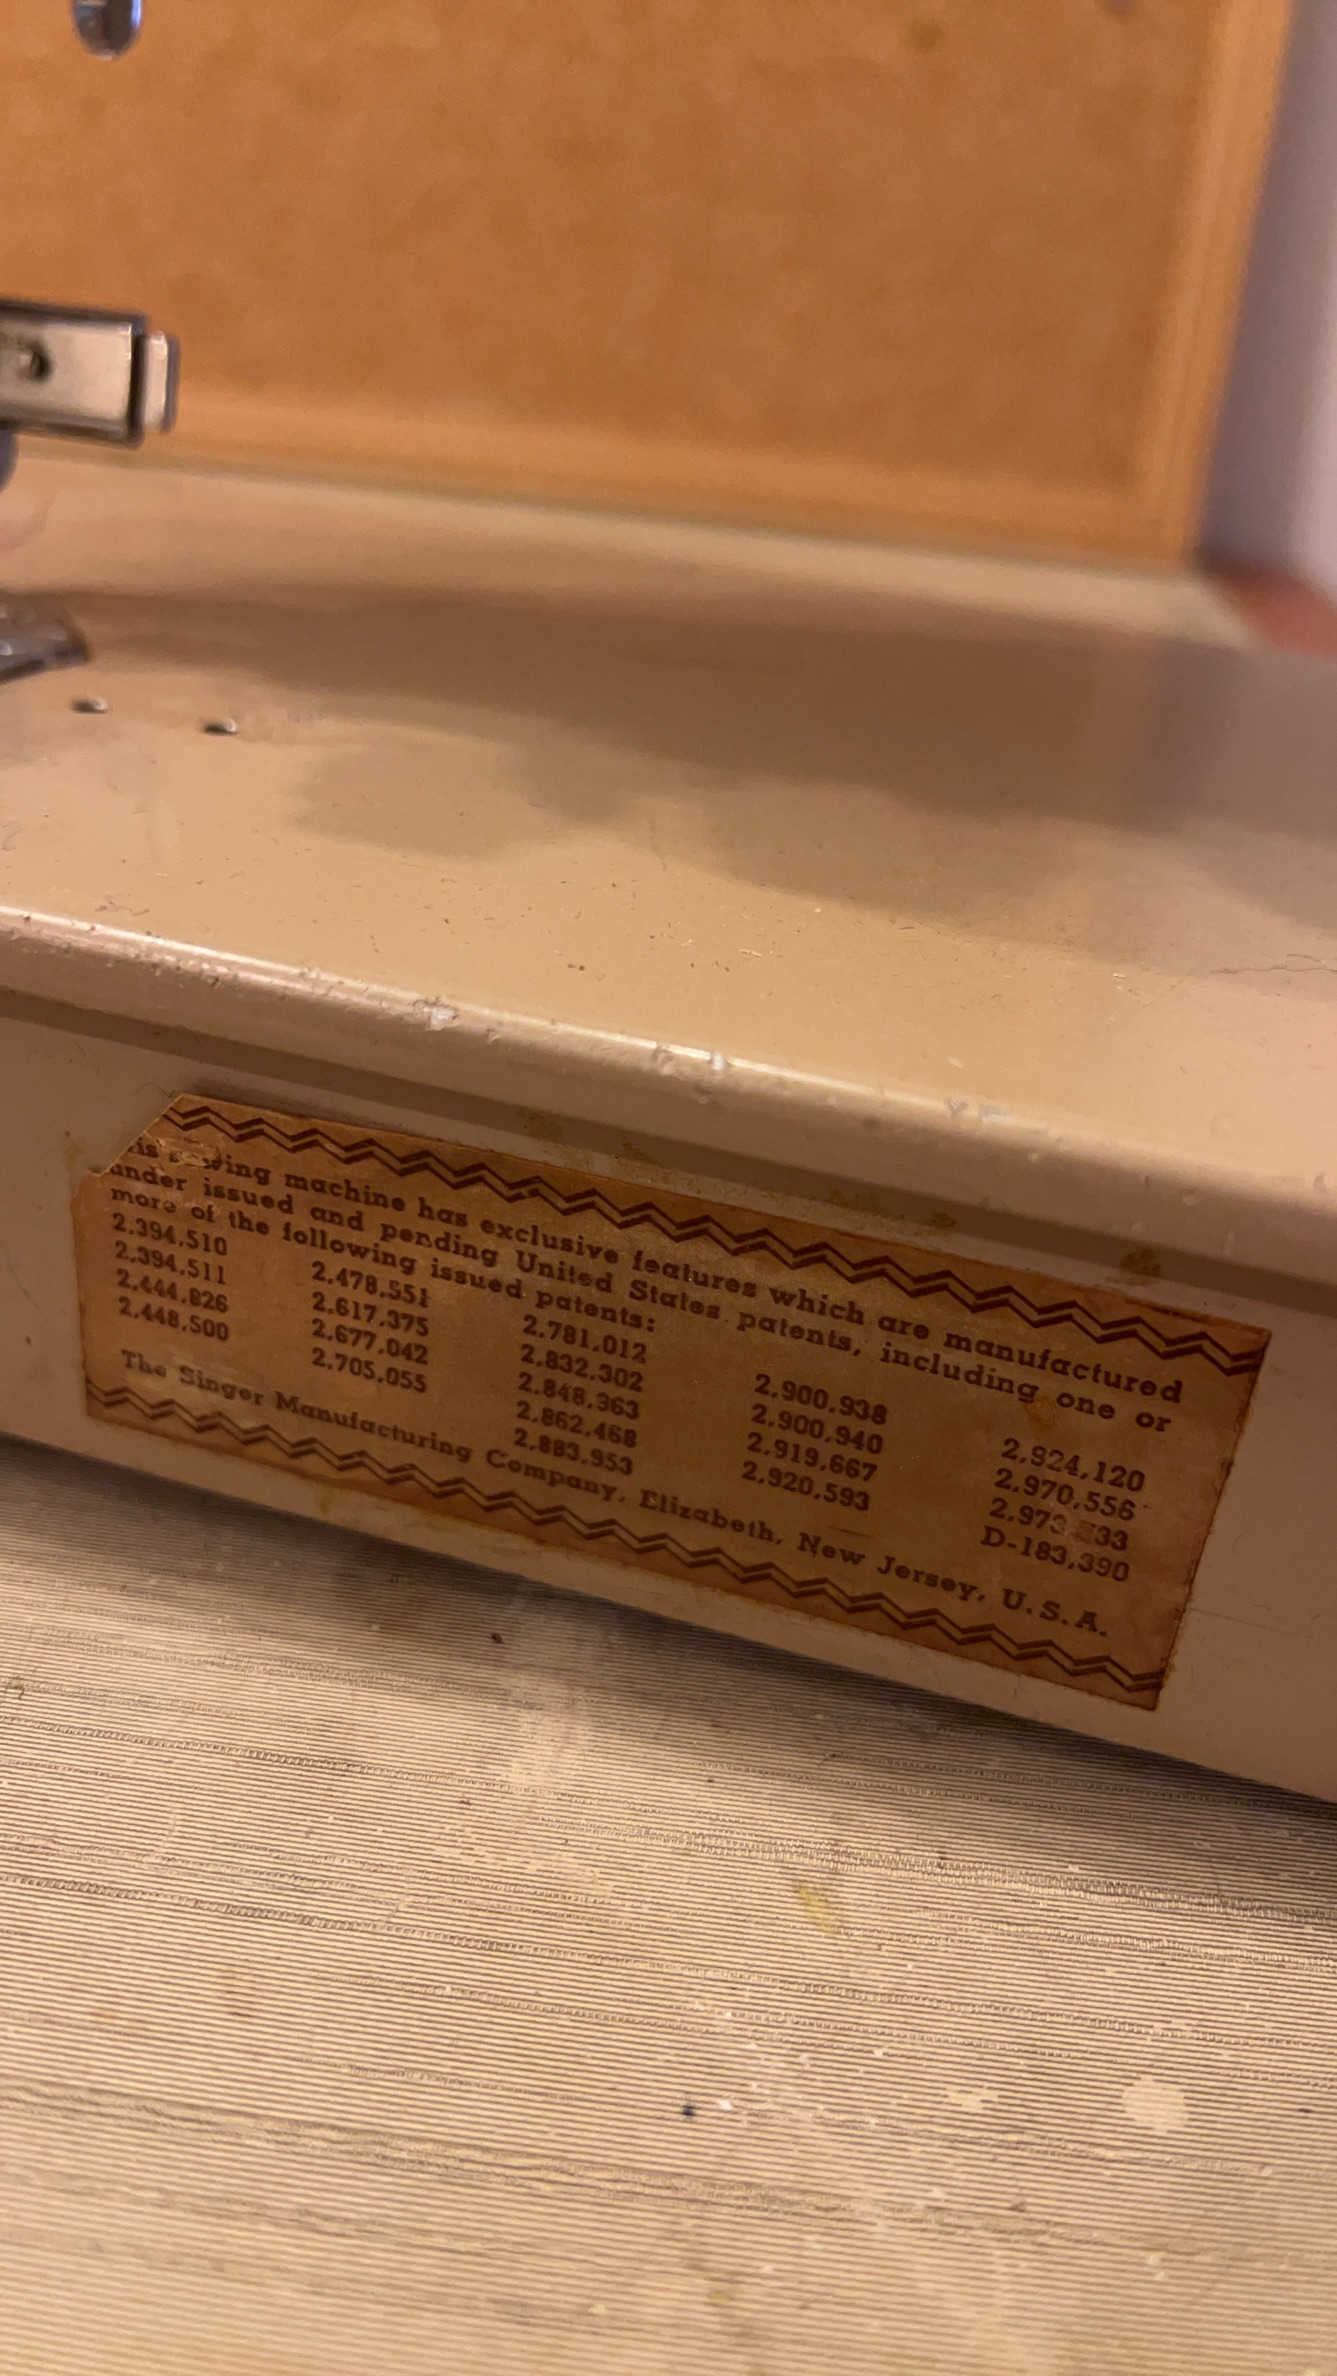 sewing machine has exclusive features which are manufactured
under issued and pending United States patents, including one or
more of the following issued patents:
2,394,510 2,478,551 2,781,012 2,900,938 2,924,120
2,394,511 2,617,375 2,832,302 2,900,940 2,970,556
2,444,826 2,677,042 2,848,363 2,919,667
2,448,500 2,705,055 2,862,468 2,920,593 D-183,390
2,883,953
The Singer Manufacturing Company, Elizabeth, New Jersey, U.S.A.